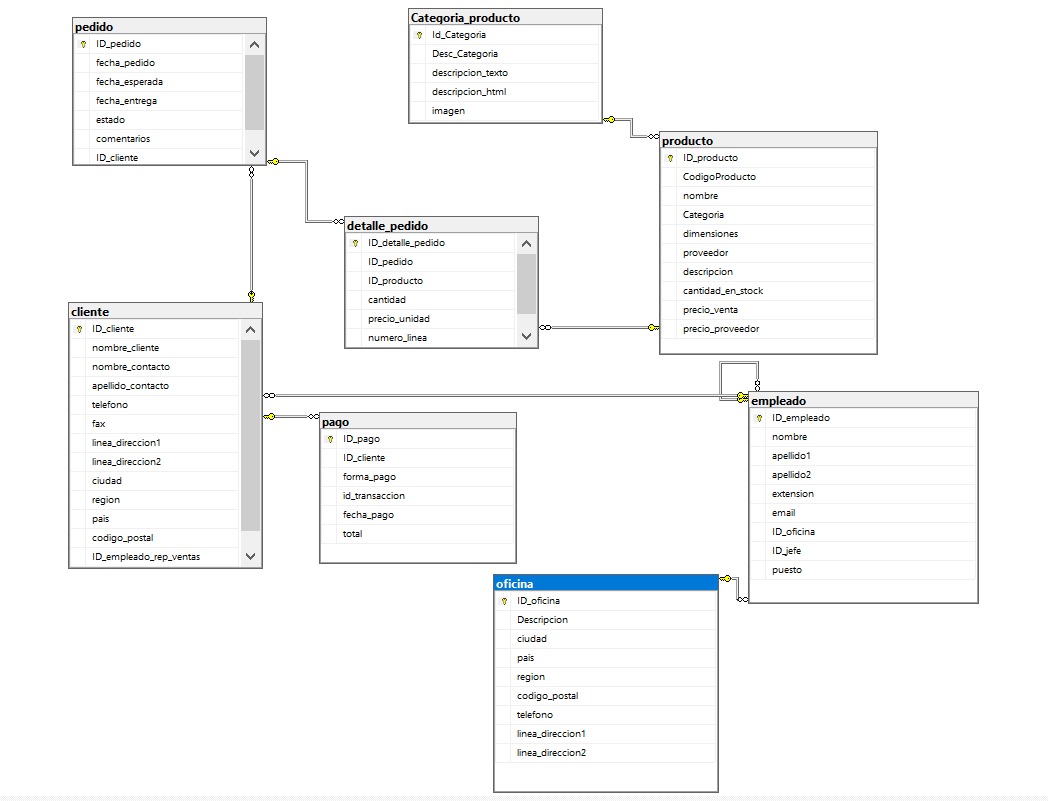 pedido
ID_pedido
fecha_pedido
fecha_esperada
fecha_entrega
estado
comentarios
ID_cliente
Categoria_producto
Id_Categoria
Desc_Categoria
descripcion_texto
descripcion_html
imagen
producto
ID_producto
CodigoProducto
nombre
Categoria
dimensiones
proveedor
descripcion
cantidad_en_stock
precio_venta
precio_proveedor
detalle_pedido
ID_detalle_pedido
ID_pedido
ID_producto
cantidad
precio_unidad
numero_linea
cliente
ID_cliente
nombre_cliente
nombre_contacto
apellido_contacto
telefono
fax
linea_direccion1
linea_direccion2
ciudad
region
pais
codigo_postal
ID_empleado_rep_ventas
pago
ID_pago
ID_cliente
forma_pago
id_transaccion
fecha_pago
total
empleado
ID_empleado
nombre
apellido1
apellido2
extension
email
ID_oficina
ID_jefe
puesto
oficina
ID_oficina
Descripcion
ciudad
pais
region
codigo_postal
telefono
linea_direccion1
linea_direccion2